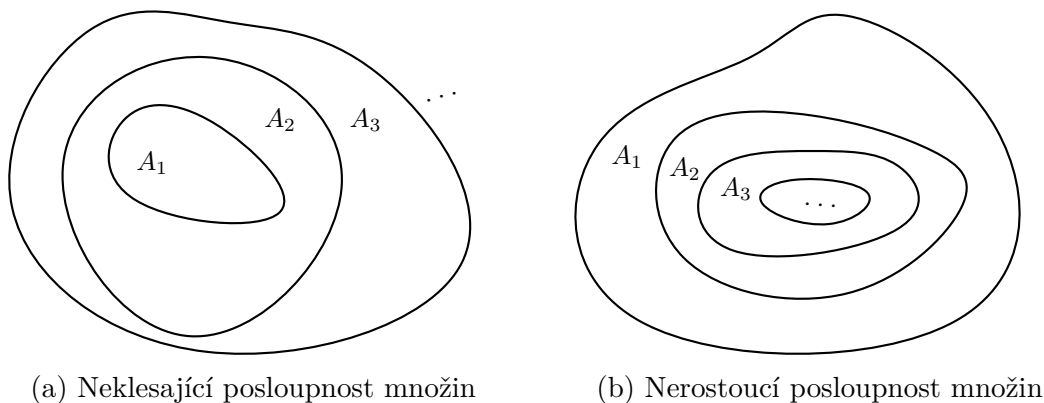 A₁
A₂
A₃
...
(a) Neklesající posloupnost množin
A₁
A₂
A₃
...
(b) Nerostoucí posloupnost množin